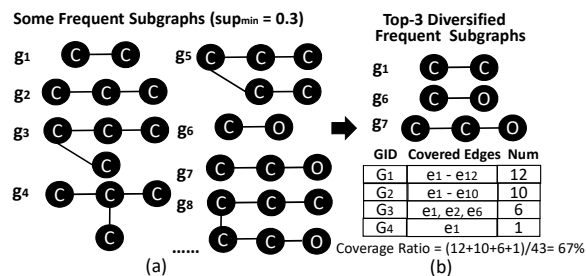 Some Frequent Subgraphs (supmin = 0.3)
g1 C C
g2 C C C
g3 C C C
C
g4 C C C
C
g5 C C C
C C
g6 C O
g7 C C O
g8 C C C
...... C C O
(a)
Top-3 Diversified
Frequent Subgraphs
g1 C C
g6 C O
g7 C C O
GID Covered Edges Num
G1 e1 - e12 12
G2 e1 - e10 10
G3 e1, e2, e6 6
G4 e1 1
Coverage Ratio = (12+10+6+1)/43= 67%
(b)